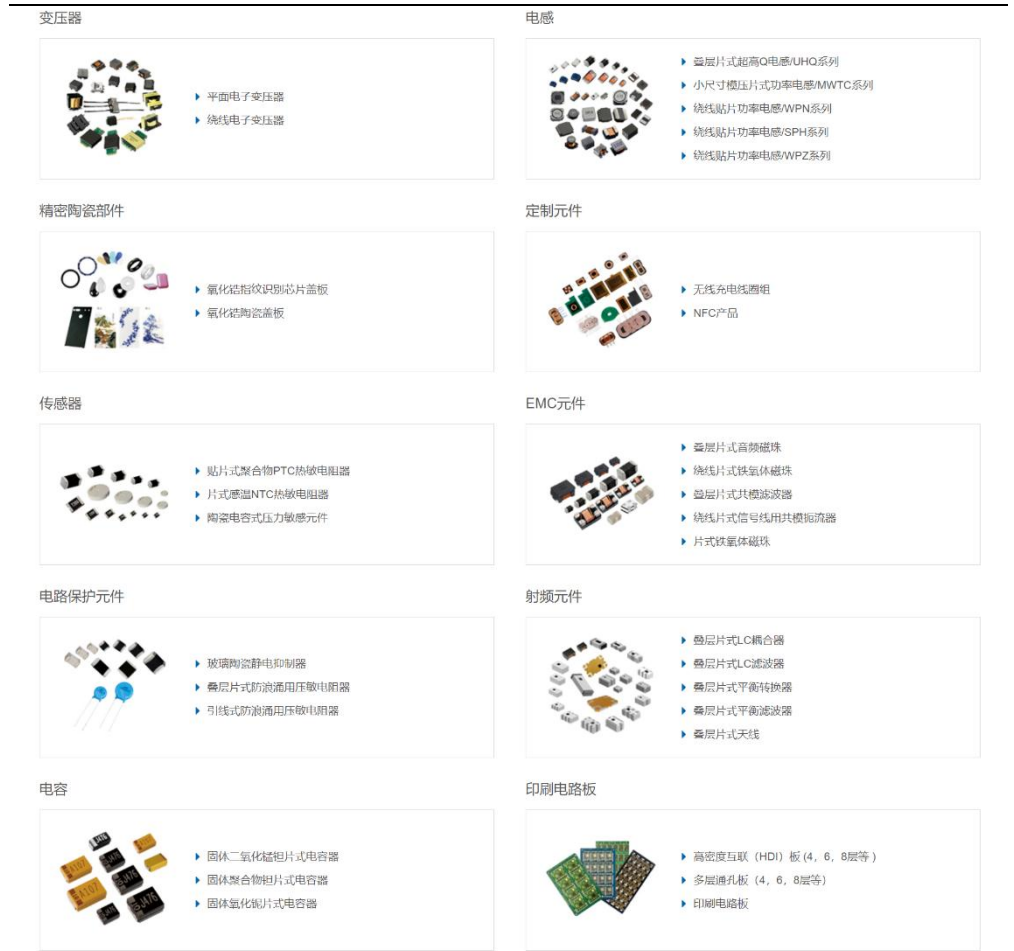 变压器
平面电子变压器
绕线电子变压器
电感
叠层片式超高Q电感/UHQ系列
小尺寸模压片式功率电感/MWTC系列
绕线贴片功率电感/WPN系列
绕线贴片功率电感/SPH系列
绕线贴片功率电感/WPZ系列
精密陶瓷部件
氧化锆指纹识别芯片盖板
氧化锆陶瓷盖板
定制元件
无线充电线圈组
NFC产品
传感器
贴片式聚合物PTC热敏电阻器
片式感温NTC热敏电阻器
陶瓷电容式压力敏感元件
EMC元件
叠层片式音频磁珠
绕线片式铁氧体磁珠
叠层片式共模滤波器
绕线片式信号线用共模扼流器
片式铁氧体磁珠
电路保护元件
玻璃陶瓷静电抑制器
叠层片式防浪涌用压敏电阻器
引线式防浪涌用压敏电阻器
射频元件
叠层片式LC耦合器
叠层片式LC滤波器
叠层片式平衡转换器
叠层片式平衡滤波器
叠层片式天线
电容
A107
J476
固体二氧化锰钽片式电容器
固体聚合物钽片式电容器
固体氧化铌片式电容器
印刷电路板
高密度互联（HDI）板 (4，6，8层等 )
多层通孔板（4，6，8层等)
印刷电路板